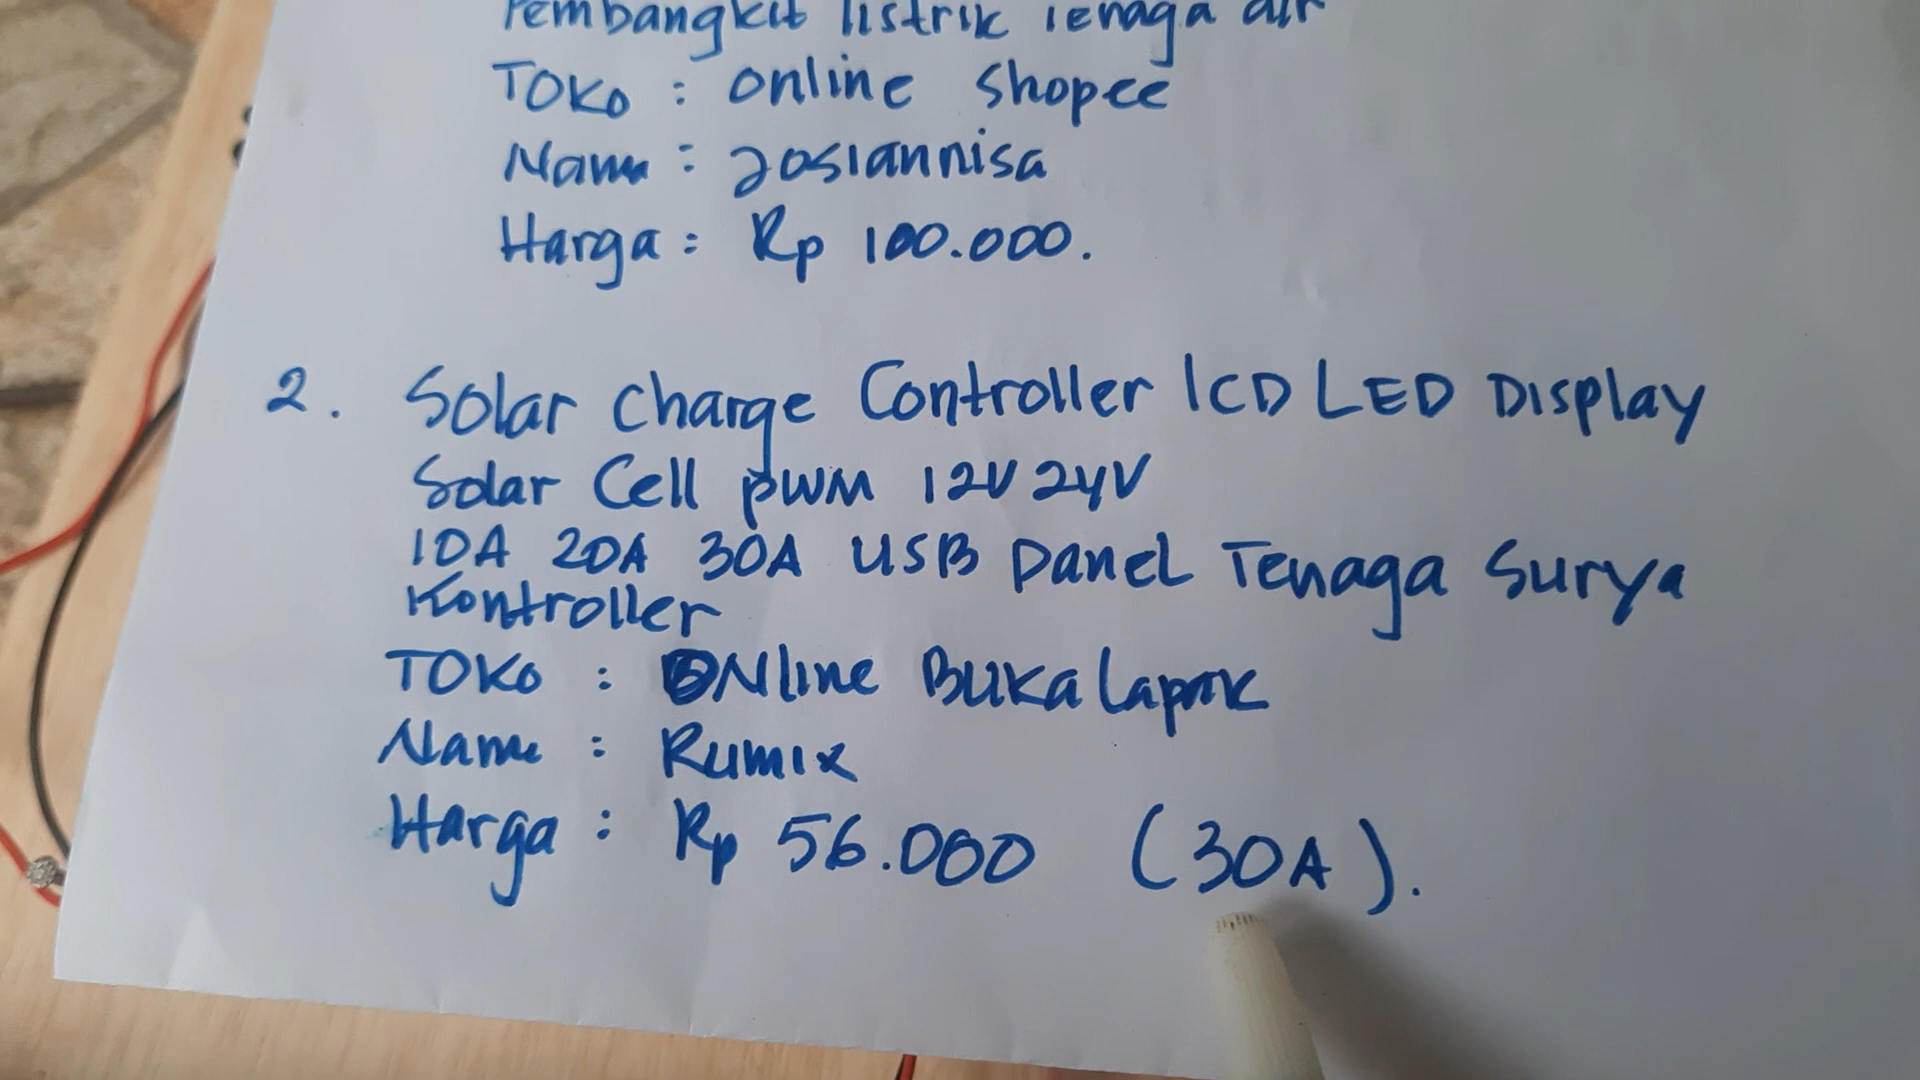 Pembangkit listrik Tenaga air
TOKO : online shopee
Nama : josiannisa
Harga : Rp 100.000.
2. Solar charge Controller lCD LED Display
Solar Cell pWM 12V 24V
10A 20A 30A USB panel Tenaga Surya
Kontroller
TOKO : ONline Bukalapak
Nama : Rumix
Harga : Rp 56.000 (30A).